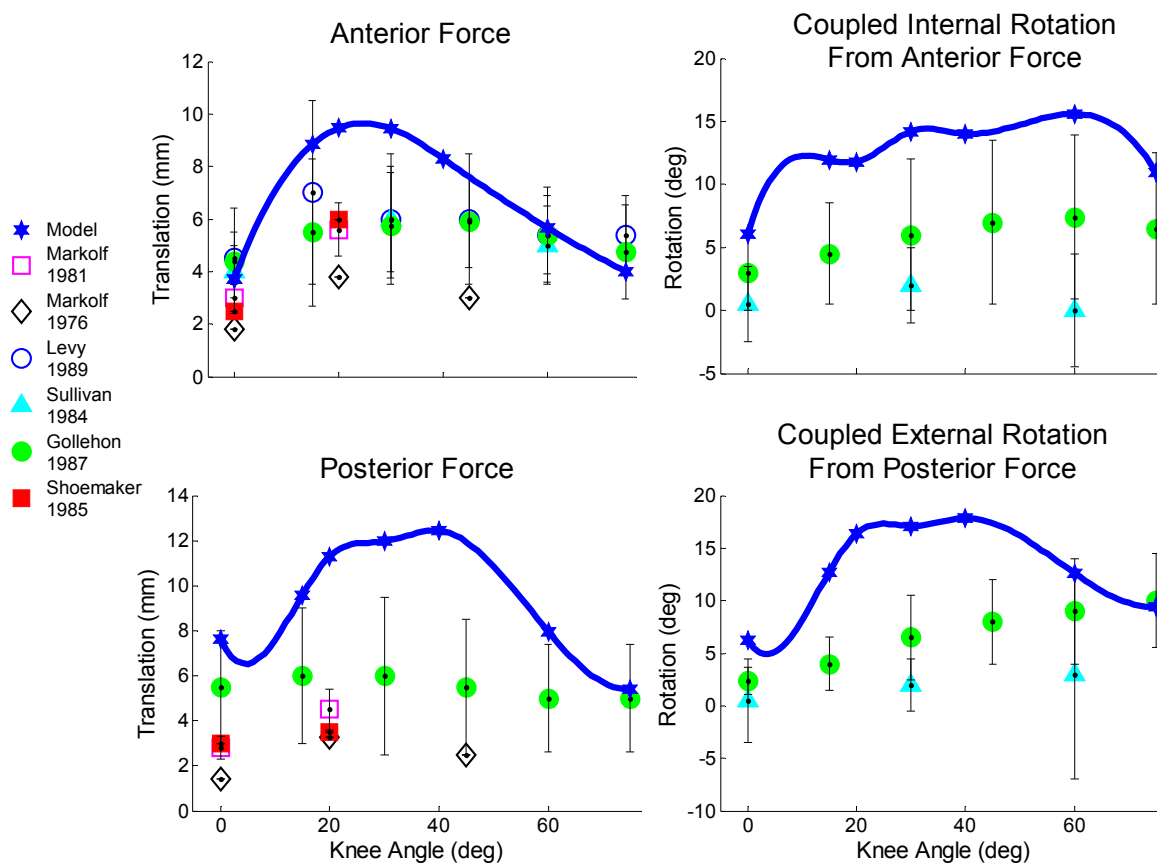 Anterior Force
12
10
8
6
4
2
0
Translation (mm)
Coupled Internal Rotation
From Anterior Force
20
15
10
5
0
-5
Rotation (deg)
Model
Markolf
1981
Markolf
1976
Levy
1989
Sullivan
1984
Gollehon
1987
Shoemaker
1985
Posterior Force
14
12
10
8
6
4
2
0
Translation (mm)
0 20 40 60
Knee Angle (deg)
Coupled External Rotation
From Posterior Force
20
15
10
5
0
-5
-10
Rotation (deg)
0 20 40 60
Knee Angle (deg)